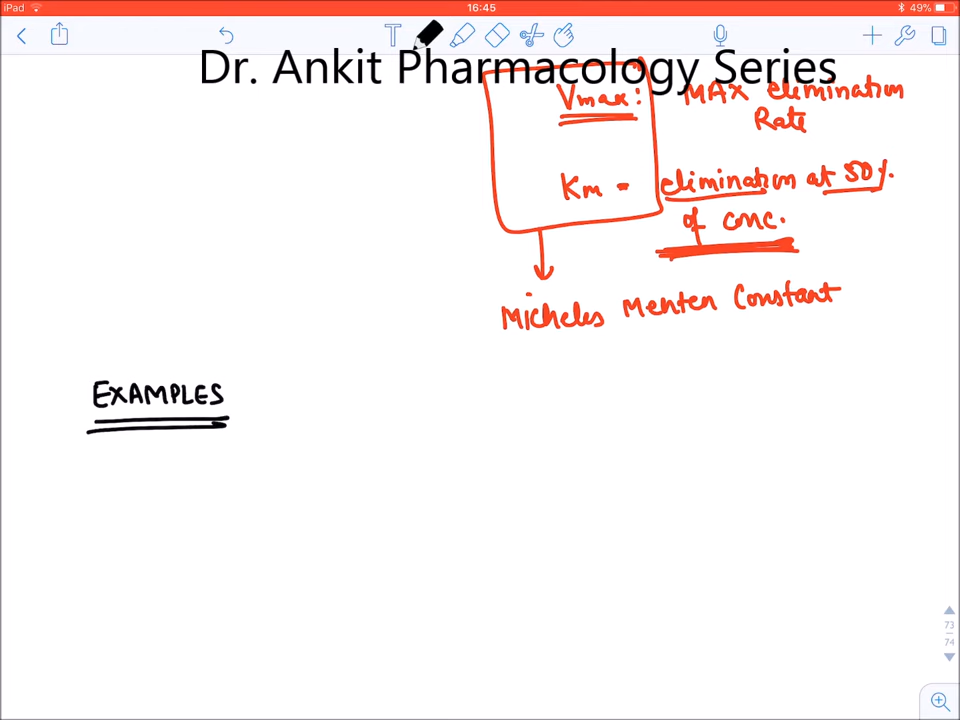 iPad 16:45 49%
T
Dr. Ankit Pharmacology Series
Vmax: MAX elimination
Rate
Km = elimination at 50%
of conc.
Micheles Menten Constant
EXAMPLES
73
74